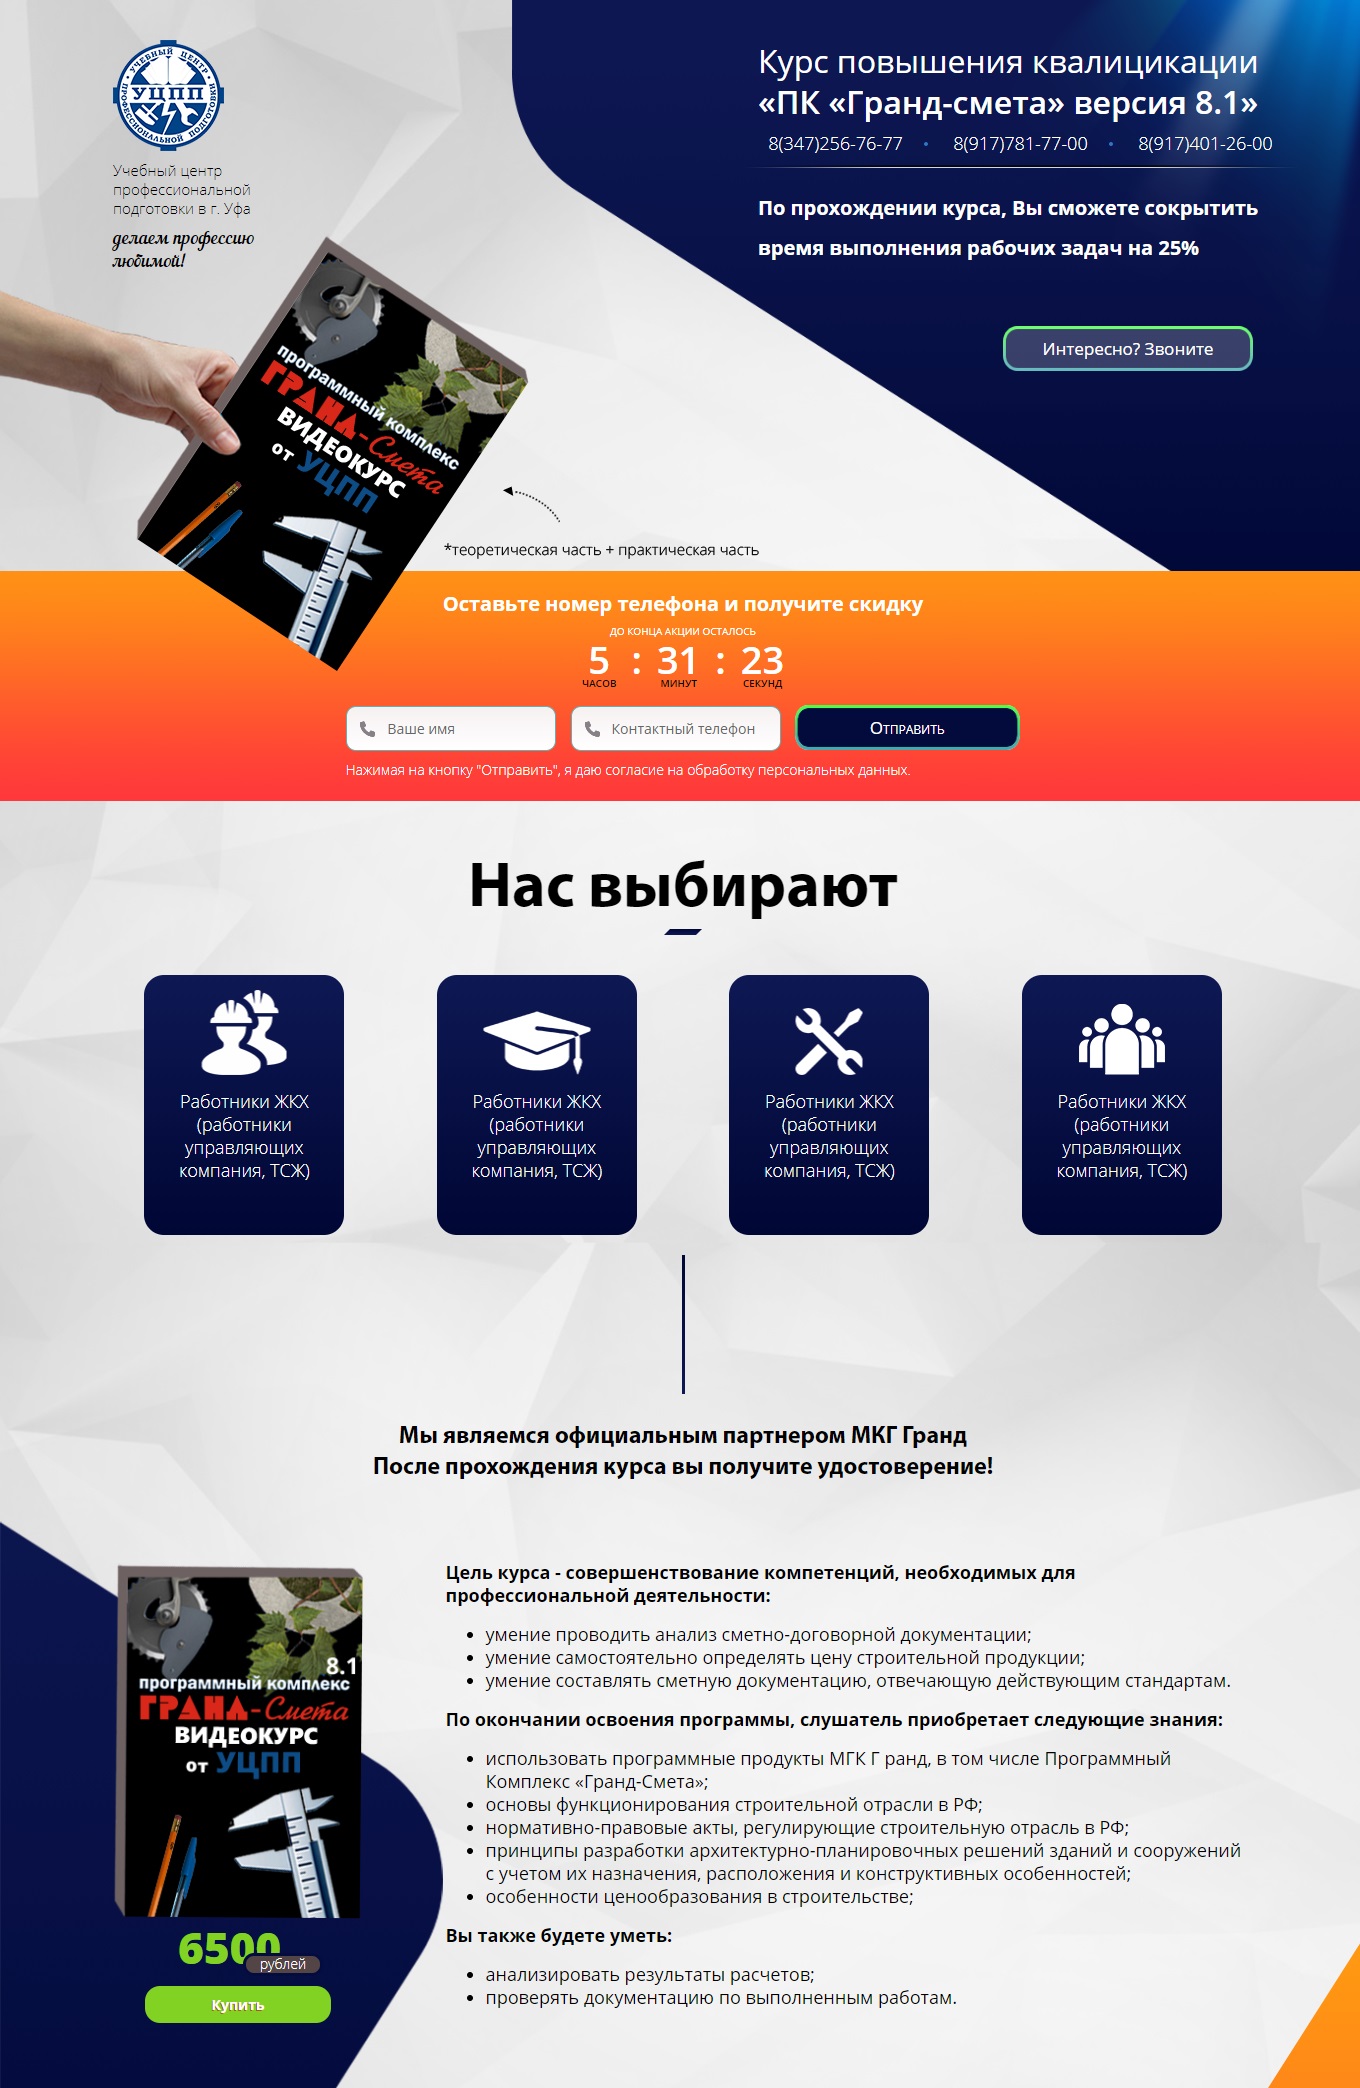 УЧЕБНЫЙ ЦЕНТР
УЦПП
ПРОФЕССИОНАЛЬНОЙ ПОДГОТОВКИ
Учебный центр
профессиональной
подготовки в г. Уфа
делаем профессию
любимой!
Курс повышения квалицикации
«ПК «Гранд-смета» версия 8.1»
8(347)256-76-77 • 8(917)781-77-00 • 8(917)401-26-00
По прохождении курса, Вы сможете сокрытить
время выполнения рабочих задач на 25%
Интересно? Звоните
программный комплекс
ГРАНД-Смета
ВИДЕОКУРС
от УЦПП
*теоретическая часть + практическая часть
Оставьте номер телефона и получите скидку
ДО КОНЦА АКЦИИ ОСТАЛОСЬ
5 : 31 : 23
ЧАСОВ МИНУТ СЕКУНД
Ваше имя
Контактный телефон
Отправить
Нажимая на кнопку "Отправить", я даю согласие на обработку персональных данных.
Нас выбирают
Работники ЖКХ
(работники
управляющих
компания, ТСЖ)
Работники ЖКХ
(работники
управляющих
компания, ТСЖ)
Работники ЖКХ
(работники
управляющих
компания, ТСЖ)
Работники ЖКХ
(работники
управляющих
компания, ТСЖ)
Мы являемся официальным партнером МКГ Гранд
После прохождения курса вы получите удостоверение!
8.1
программный комплекс
ГРАНД-Смета
ВИДЕОКУРС
от УЦПП
6500
рублей
Купить
Цель курса - совершенствование компетенций, необходимых для
профессиональной деятельности:
• умение проводить анализ сметно-договорной документации;
• умение самостоятельно определять цену строительной продукции;
• умение составлять сметную документацию, отвечающую действующим стандартам.
По окончании освоения программы, слушатель приобретает следующие знания:
• использовать программные продукты МГК Г ранд, в том числе Программный
Комплекс «Гранд-Смета»;
• основы функционирования строительной отрасли в РФ;
• нормативно-правовые акты, регулирующие строительную отрасль в РФ;
• принципы разработки архитектурно-планировочных решений зданий и сооружений
с учетом их назначения, расположения и конструктивных особенностей;
• особенности ценообразования в строительстве;
Вы также будете уметь:
• анализировать результаты расчетов;
• проверять документацию по выполненным работам.